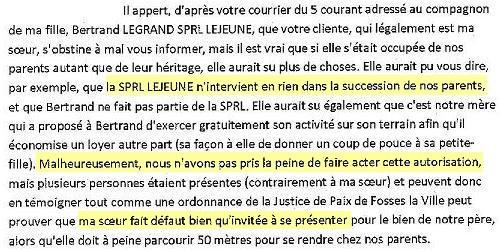 Il appert, d'après votre courrier du 5 courant adressé au compagnon
de ma fille, Bertrand LEGRAND SPRL LEJEUNE, que votre cliente, qui légalement est ma
sœur, s'obstine à mal vous informer, mais il est vrai que si elle s'était occupée de nos
parents autant que de leur héritage, elle aurait su plus de choses. Elle aurait pu vous dire,
par exemple, que la SPRL LEJEUNE n'intervient en rien dans la succession de nos parents,
et que Bertrand ne fait pas partie de la SPRL. Elle aurait su également que c'est notre mère
qui a proposé à Bertrand d'exercer gratuitement son activité sur son terrain afin qu'il
économise un loyer autre part (sa façon à elle de donner un coup de pouce à sa petite-
fille). Malheureusement, nous n'avons pas pris la peine de faire acter cette autorisation,
mais plusieurs personnes étaient présentes (contrairement à ma sœur) et peuvent donc
en témoigner tout comme une ordonnance de la Justice de Paix de Fosses la Ville peut
prouver que ma sœur fait défaut bien qu'invitée à se présenter pour le bien de notre père,
alors qu'elle doit à peine parcourir 50 mètres pour se rendre chez nos parents.